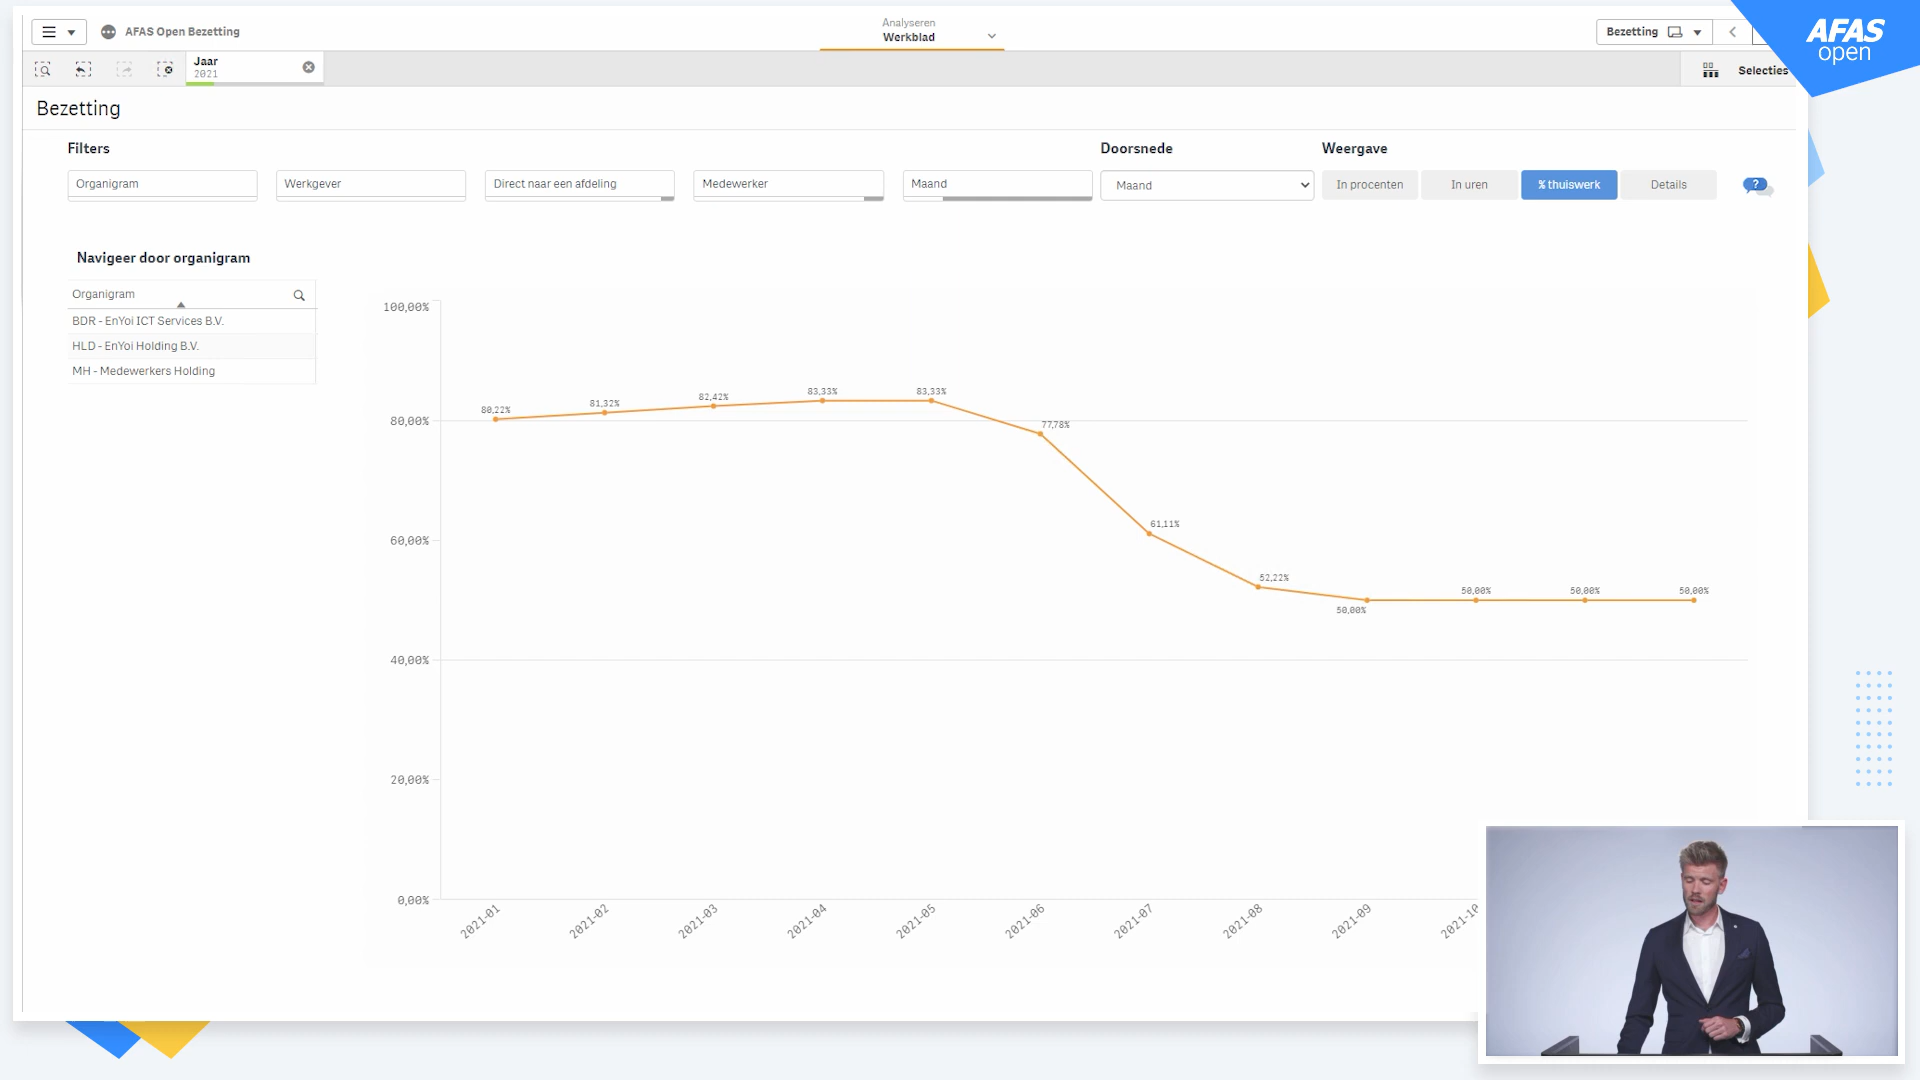 AFAS Open Bezetting
Analyseren
Werkblad
Bezetting
AFAS
open
Jaar
2021
Selecties
Bezetting
Filters
Doorsnede
Weergave
Organigram
Werkgever
Direct naar een afdeling
Medewerker
Maand
Maand
In procenten
In uren
% thuiswerk
Details
?
Navigeer door organigram
Organigram
BDR - EnYoi ICT Services B.V.
HLD - EnYoi Holding B.V.
MH - Medewerkers Holding
100,00%
80,00%
60,00%
40,00%
20,00%
0,00%
80,22%
81,32%
82,42%
83,33%
83,33%
77,78%
61,11%
52,22%
50,00%
50,00%
50,00%
50,00%
2021-01
2021-02
2021-03
2021-04
2021-05
2021-06
2021-07
2021-08
2021-09
2021-10